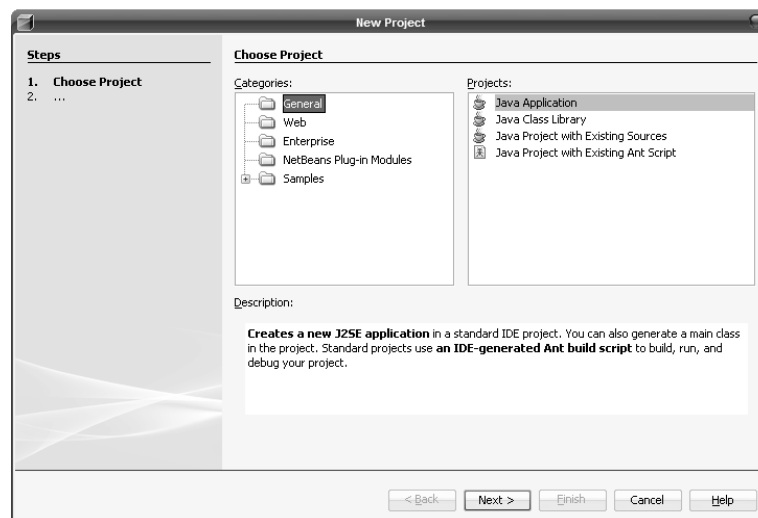 New Project
Steps
1. Choose Project
2. ...
Choose Project
Categories:
General
Web
Enterprise
NetBeans Plug-in Modules
Samples
Projects:
Java Application
Java Class Library
Java Project with Existing Sources
Java Project with Existing Ant Script
Description:
Creates a new J2SE application in a standard IDE project. You can also generate a main class
in the project. Standard projects use an IDE-generated Ant build script to build, run, and
debug your project.
< Back Next > Finish Cancel Help